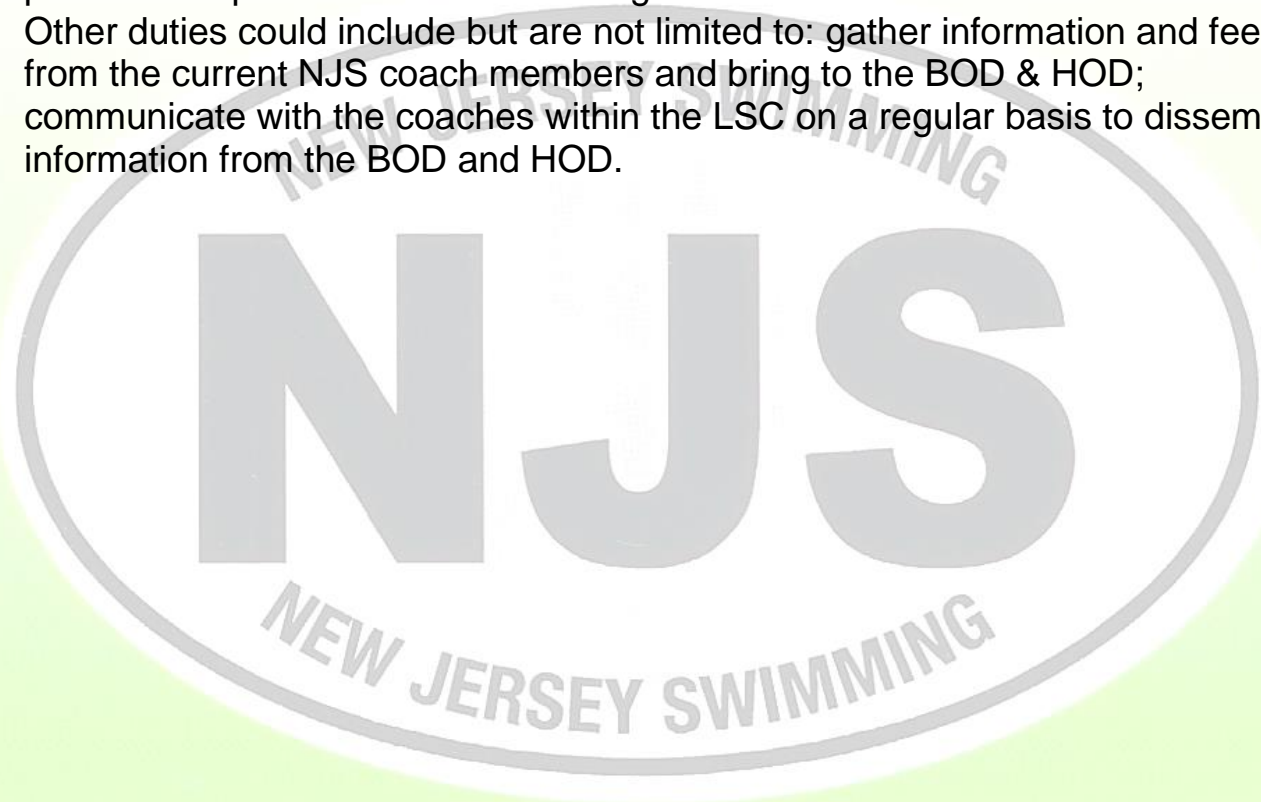 Other duties could include but are not limited to: gather information and fee
from the current NJS coach members and bring to the BOD & HOD;
communicate with the coaches within the LSC on a regular basis to dissem
information from the BOD and HOD.
NEW JERSEY SWIMMING
NJS
NEW JERSEY SWIMMING